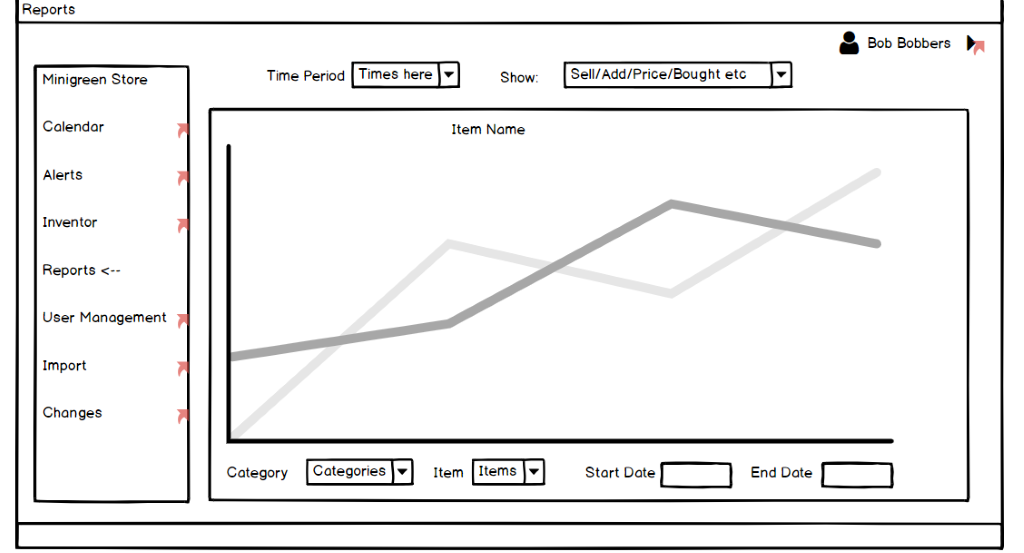 Reports
Bob Bobbers
Minigreen Store
Time Period Times here Show: Sell/Add/Price/Bought etc
Calendar
Alerts
Inventor
Reports <--
User Management
Import
Changes
Item Name
Category Categories Item Items Start Date End Date